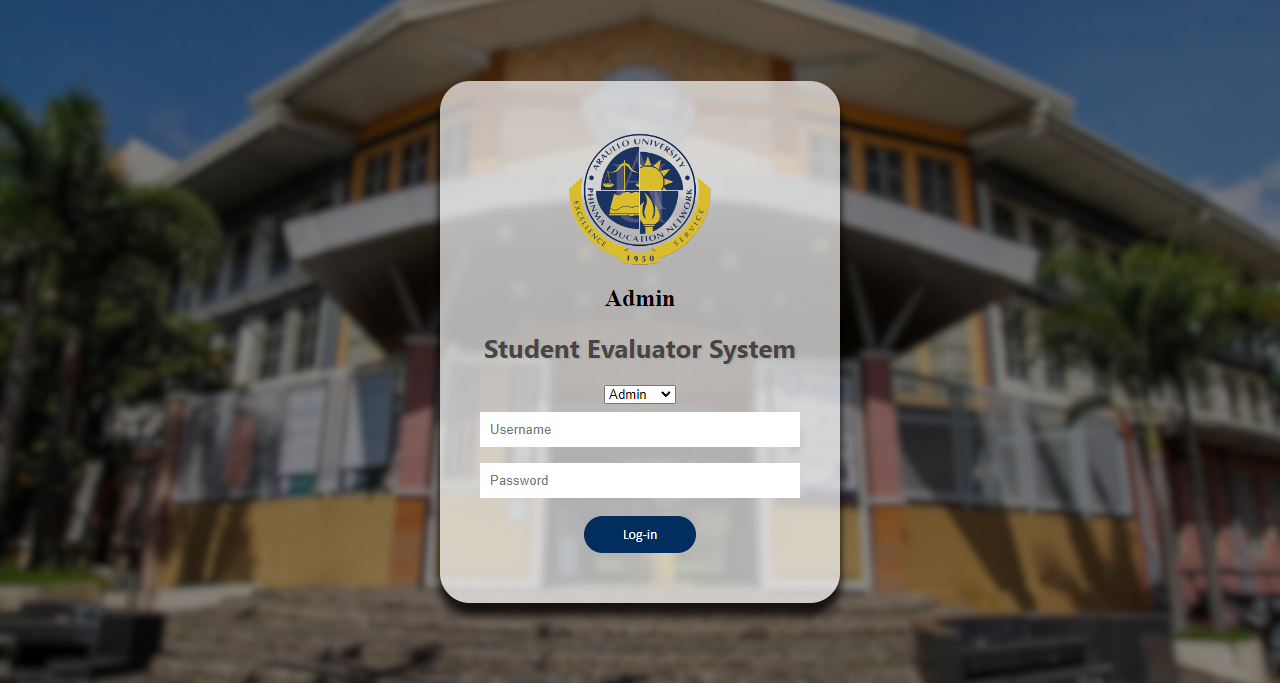 ARAULLO UNIVERSITY
PHINMA EDUCATION NETWORK
EXCELLENCE
SERVICE
1950
Admin
Student Evaluator System
Admin
Username
Password
Log-in